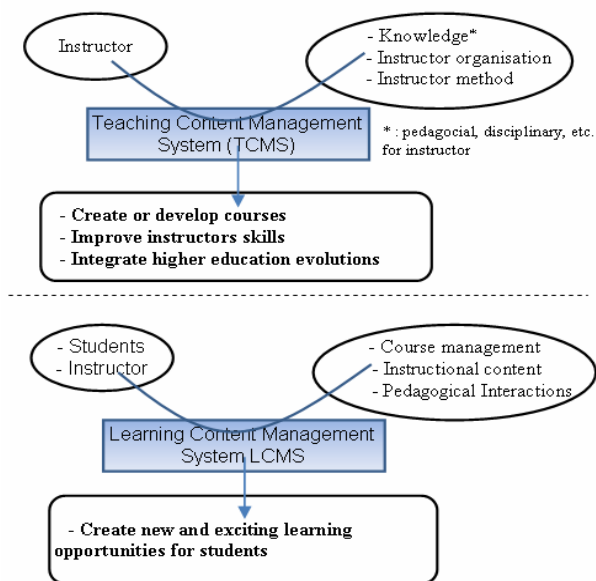 Instructor
- Knowledge*
- Instructor organisation
- Instructor method
Teaching Content Management
System (TCMS)
* : pedagocial, disciplinary, etc.
for instructor
- Create or develop courses
- Improve instructors skills
- Integrate higher education evolutions
- Students
- Instructor
- Course management
- Instructional content
- Pedagogical Interactions
Learning Content Management
System LCMS
- Create new and exciting learning
opportunities for students